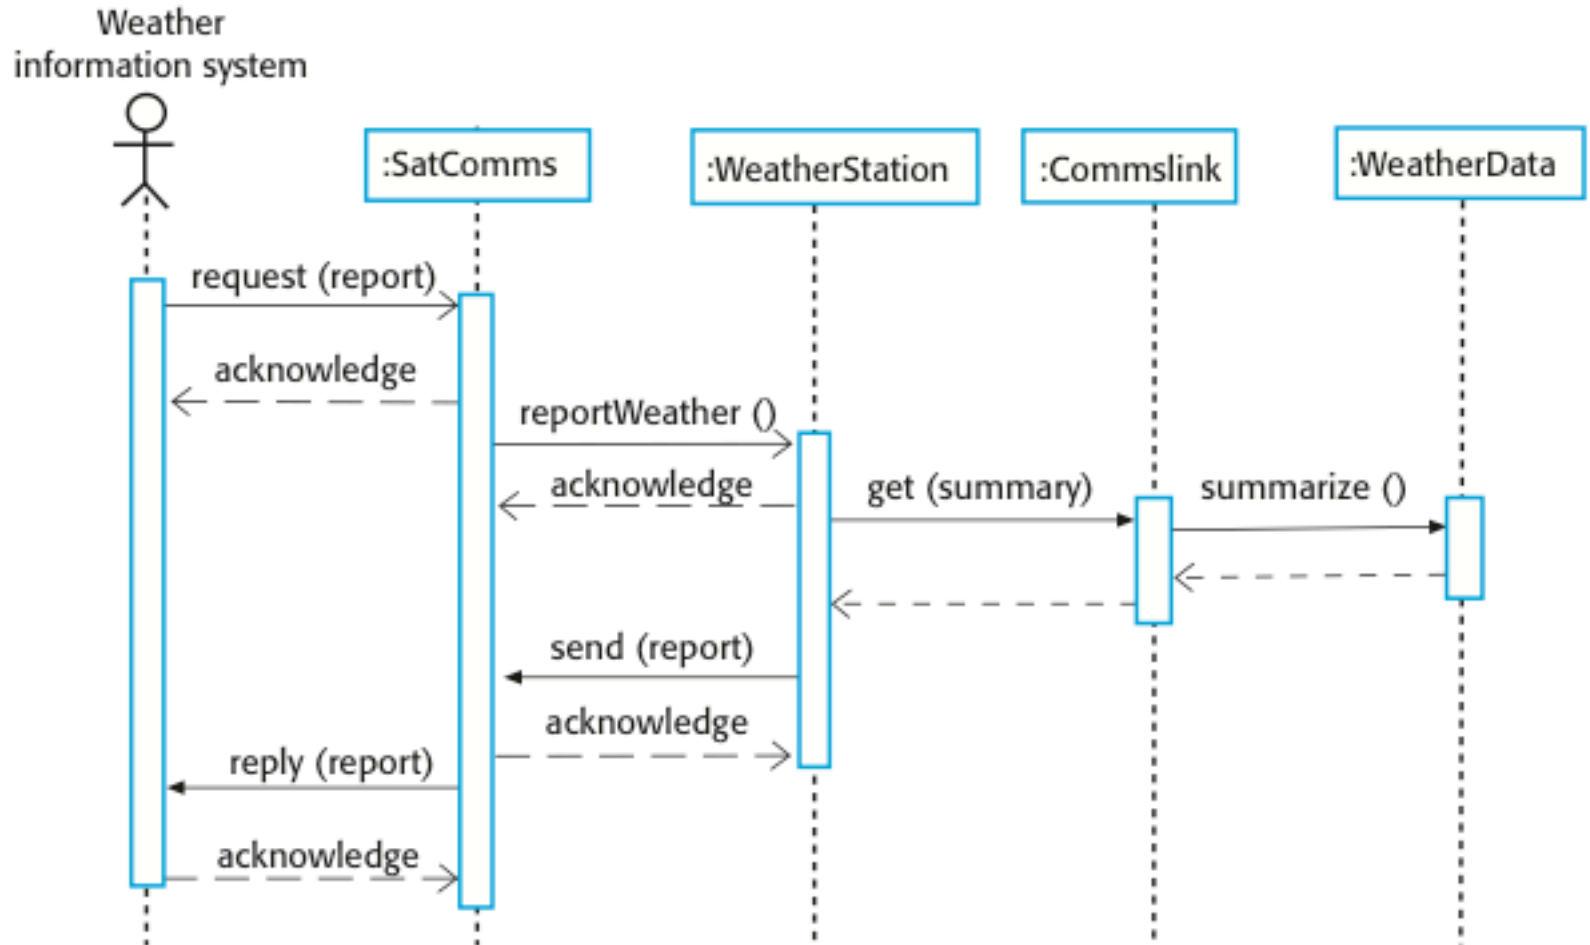 Weather
information system
:SatComms
:WeatherStation
:Commslink
:WeatherData
request (report)
acknowledge
reportWeather ()
acknowledge
get (summary)
summarize ()
send (report)
acknowledge
reply (report)
acknowledge